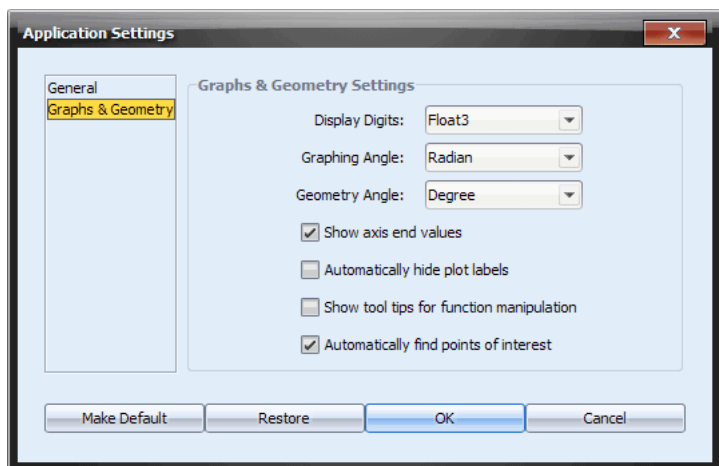 Application Settings
General
Graphs & Geometry
Graphs & Geometry Settings
Display Digits: Float3
Graphing Angle: Radian
Geometry Angle: Degree
Show axis end values
Automatically hide plot labels
Show tool tips for function manipulation
Automatically find points of interest
Make Default Restore OK Cancel